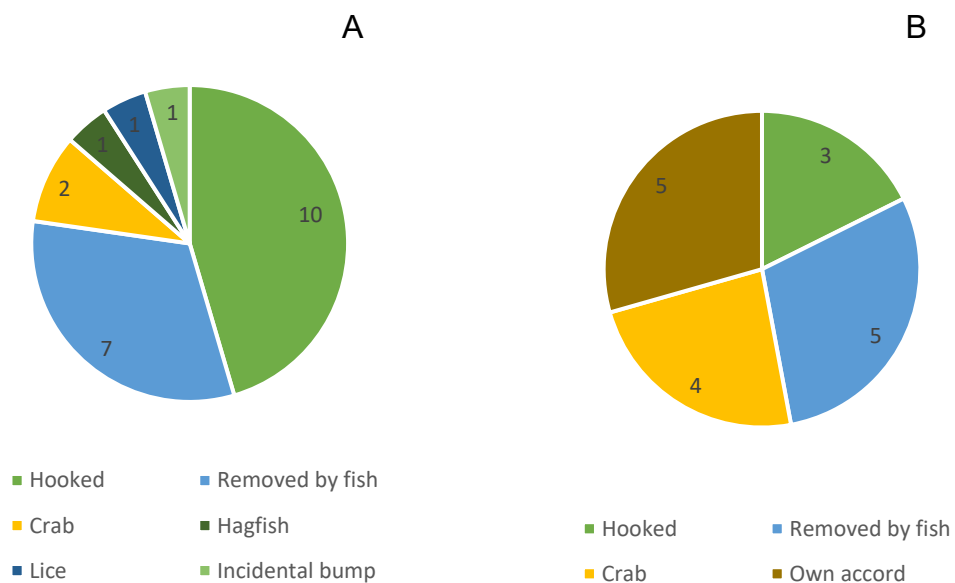 A
B
1
1
1
2
10
7
3
5
5
4
Hooked
Removed by fish
Crab
Hagfish
Lice
Incidental bump
Hooked
Removed by fish
Crab
Own accord